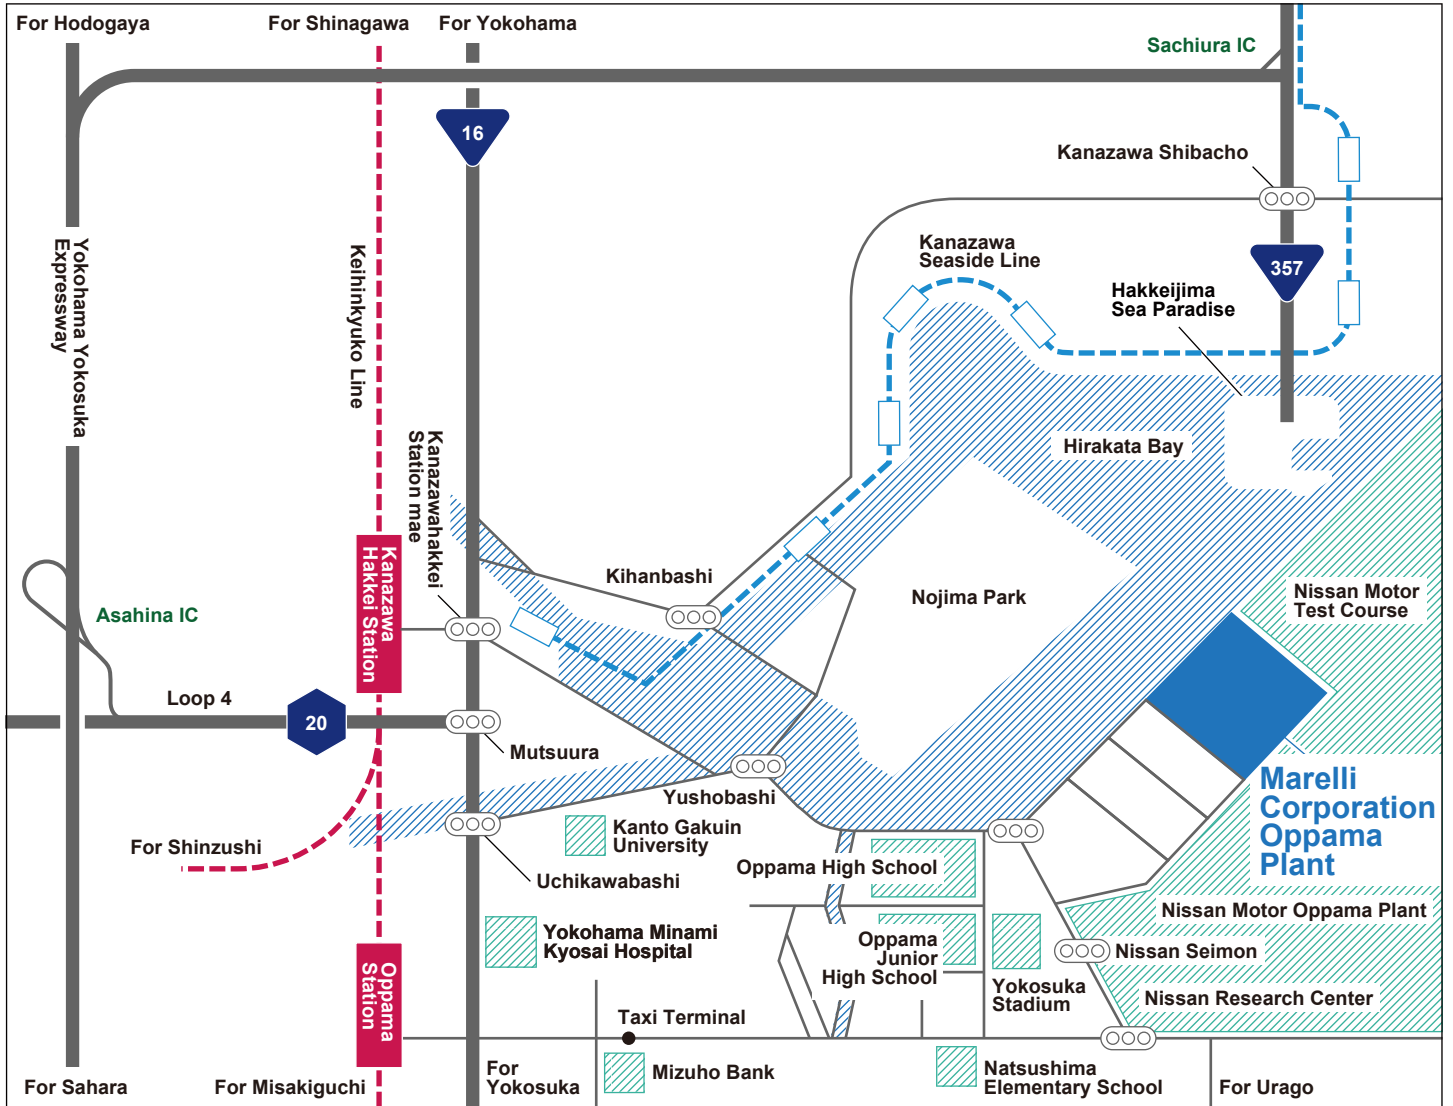 For Hodogaya
For Shinagawa
For Yokohama
Sachiura IC
16
Kanazawa Shibacho
Yokohama Yokosuka
Expressway
Keihinkyuko Line
Kanazawa
Seaside Line
357
Hakkeijima
Sea Paradise
Kanazawahakkei
Station mae
Hirakata Bay
Kanazawa
Hakkei Station
Kihanbashi
Nojima Park
Nissan Motor
Test Course
Asahina IC
Loop 4
20
Mutsuura
Yushobashi
Marelli
Corporation
Oppama
Plant
For Shinzushi
Kanto Gakuin
University
Oppama High School
Uchikawabashi
Nissan Motor Oppama Plant
Yokohama Minami
Kyosai Hospital
Oppama
Junior
High School
Nissan Seimon
Oppama
Station
Yokosuka
Stadium
Nissan Research Center
Taxi Terminal
For Sahara
For Misakiguchi
For
Yokosuka
Mizuho Bank
Natsushima
Elementary School
For Urago